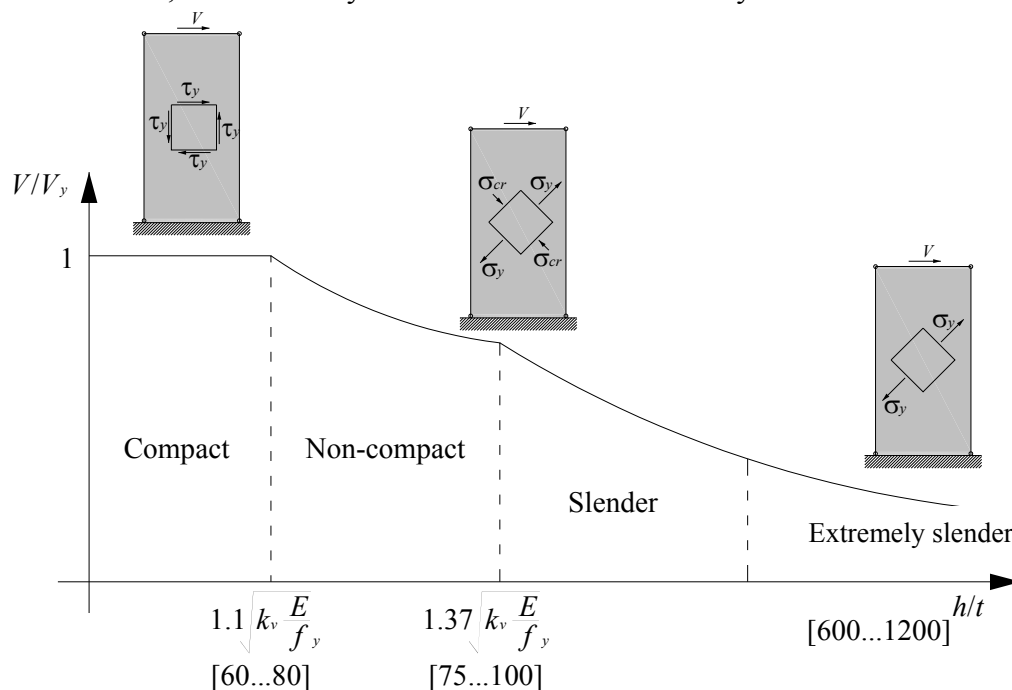 V
τy
τy
τy
τy
V
σcr
σy
σy
σcr
V
σy
σy
V/Vy
1
Compact
Non-compact
Slender
Extremely slender
h/t
1.1√(kv E/fy)
[60...80]
1.37√(kv E/fy)
[75...100]
[600...1200]